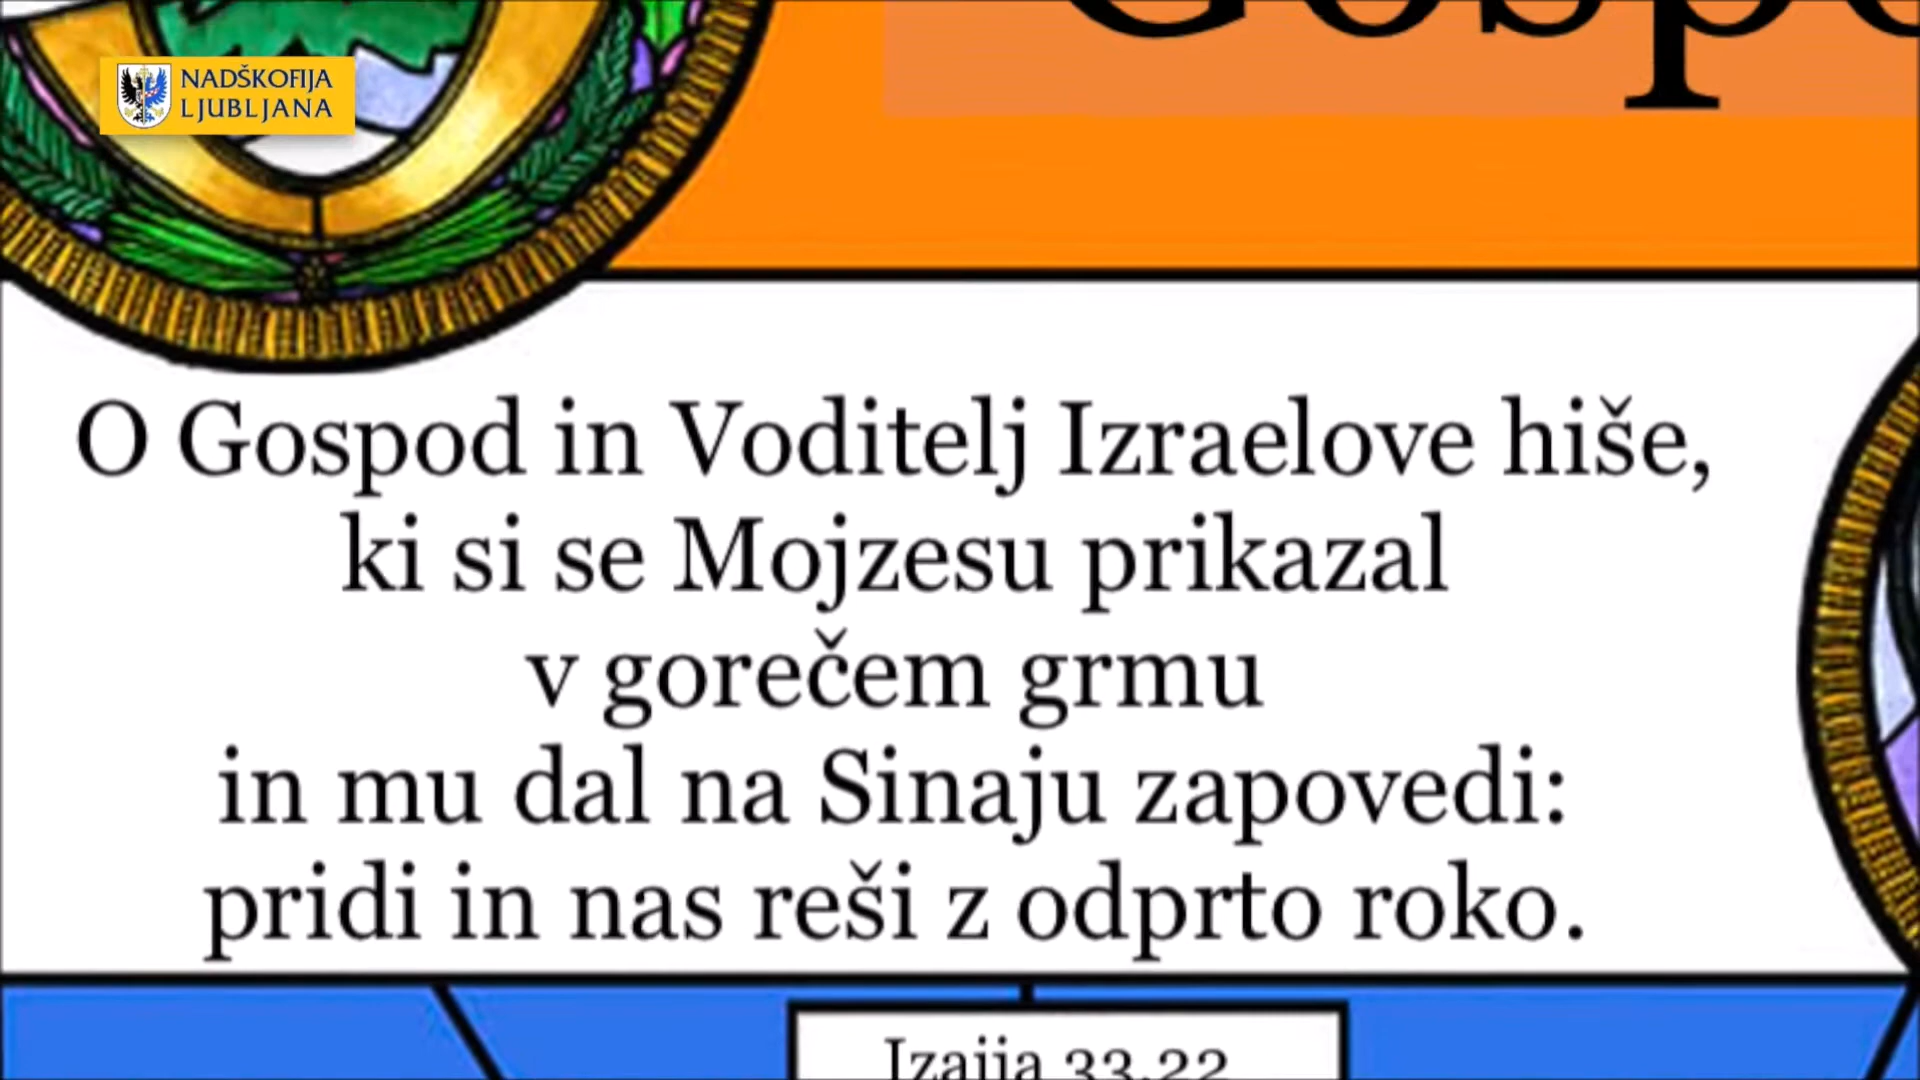 NADŠKOFIJA
LJUBLJANA
O Gospod in Voditelj Izraelove hiše,
ki si se Mojzesu prikazal
v gorečem grmu
in mu dal na Sinaju zapovedi:
pridi in nas reši z odprto roko.
Izaija 33,22